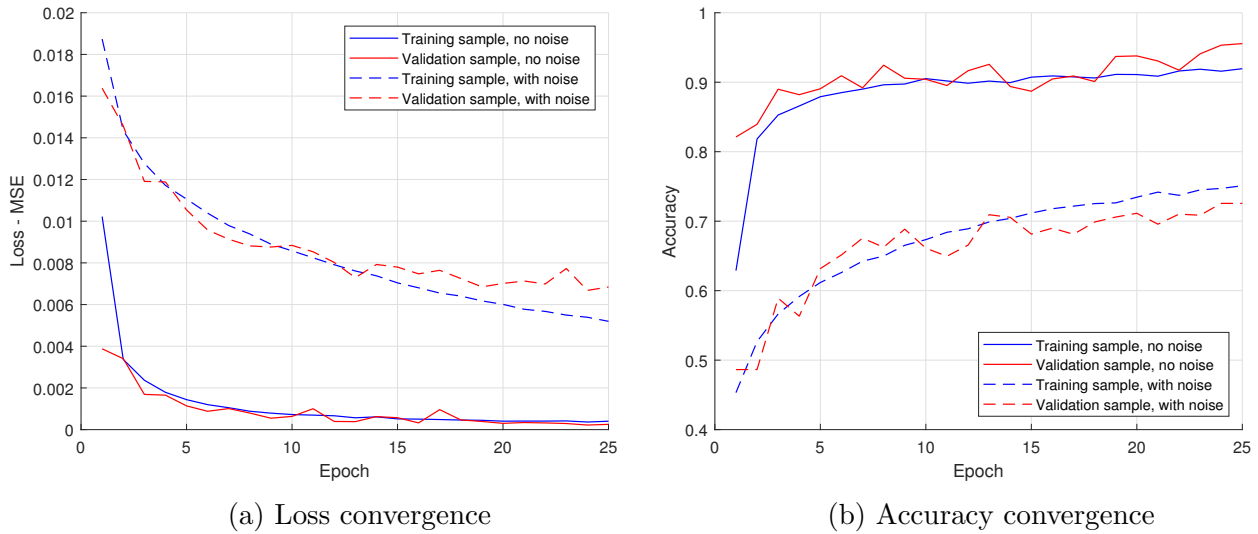 0.02
0.018
0.016
0.014
0.012
0.01
0.008
0.006
0.004
0.002
0
Loss - MSE
0 5 10 15 20 25
Epoch
Training sample, no noise
Validation sample, no noise
Training sample, with noise
Validation sample, with noise
(a) Loss convergence
1
0.9
0.8
0.7
0.6
0.5
0.4
Accuracy
0 5 10 15 20 25
Epoch
Training sample, no noise
Validation sample, no noise
Training sample, with noise
Validation sample, with noise
(b) Accuracy convergence